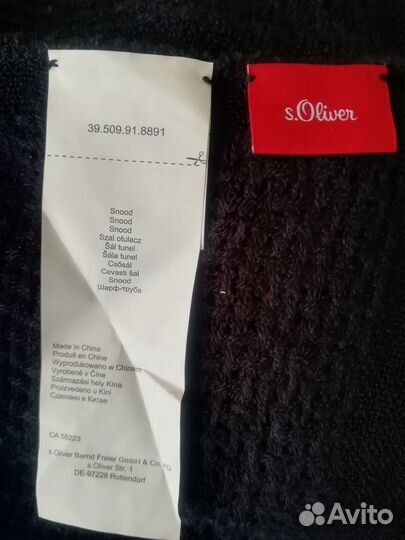 39.509.91.8891
s.Oliver
Snood
Snood
Snood
Szal otulacz
Šál tunel
Šála tunel
Csősál
Cevasti šal
Snood
Шарф-труба
Made in China
Produit en Chine
Wyprodukowano w Chinach
Vyrobené v Číne
Származási hely Kína
Proizvedeno u Kini
Сделано в Китае
CA 58223
s.Oliver Bernd Freier GmbH & Co. KG
s.Oliver Str. 1
DE-97228 Rottendorf
Avito